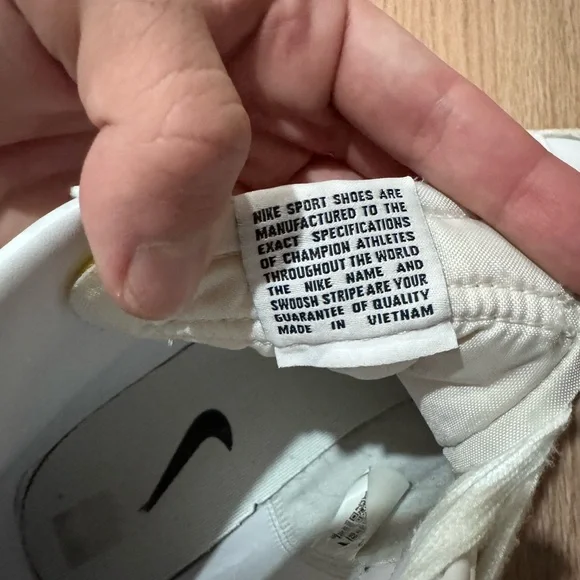 NIKE SPORT SHOES ARE
MANUFACTURED TO THE
EXACT SPECIFICATIONS
OF CHAMPION ATHLETES
THROUGHOUT THE WORLD
THE NIKE NAME AND
SWOOSH STRIPE ARE YOUR
GUARANTEE OF QUALITY
MADE IN VIETNAM